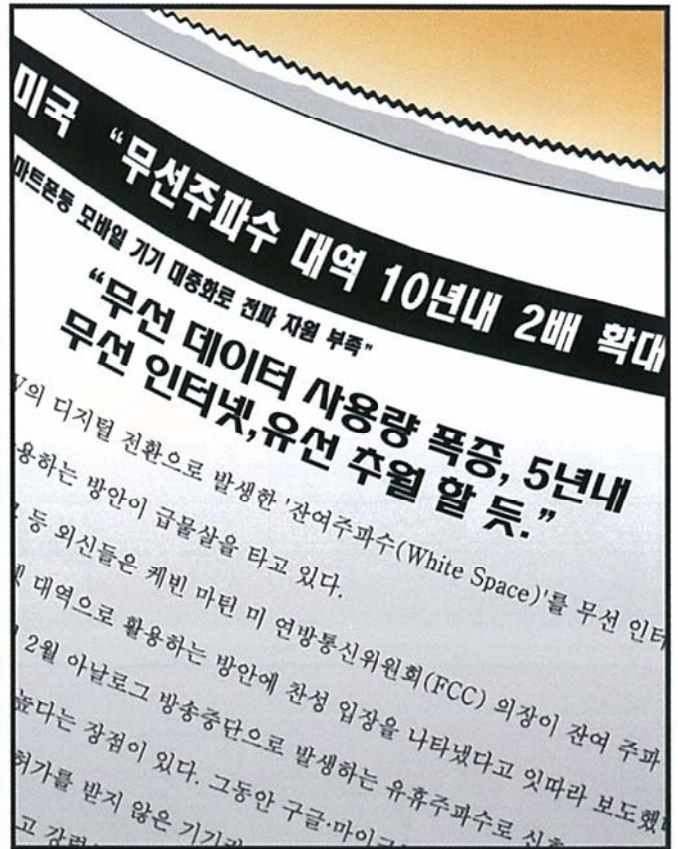 미국 “무선주파수 대역 10년내 2배 확대
마트폰등 모바일 기기 대중화로 전파 자원 부족”
“무선 데이터 사용량 폭증, 5년내
무선 인터넷,유선 추월 할 듯.”
V의 디지털 전환으로 발생한 '잔여주파수(White Space)'를 무선 인터
용하는 방안이 급물살을 타고 있다.
등 외신들은 케빈 마틴 미 연방통신위원회(FCC) 의장이 잔여 주파
대역으로 활용하는 방안에 찬성 입장을 나타냈다고 잇따라 보도했
2월 아날로그 방송중단으로 발생하는 유휴주파수로 신호
높다는 장점이 있다. 그동안 구글·마이크
허가를 받지 않은 기기
고